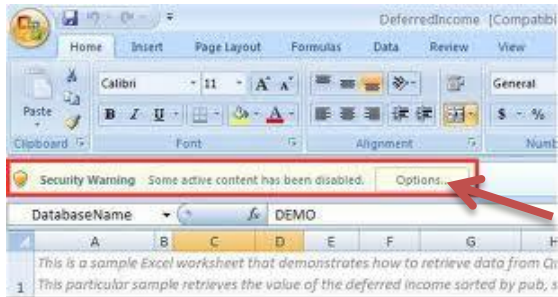 DeferredIncome [Compatibi
Home Insert Page Layout Formulas Data Review View
Calibri 11 A A General
Paste B I U A $ - %
Clipboard Font Alignment Numb
Security Warning Some active content has been disabled. Options...
DatabaseName fx DEMO
A B C D E F G H
This is a sample Excel worksheet that demonstrates how to retrieve data from Qu
1 This particular sample retrieves the value of the deferred income sorted by pub, s